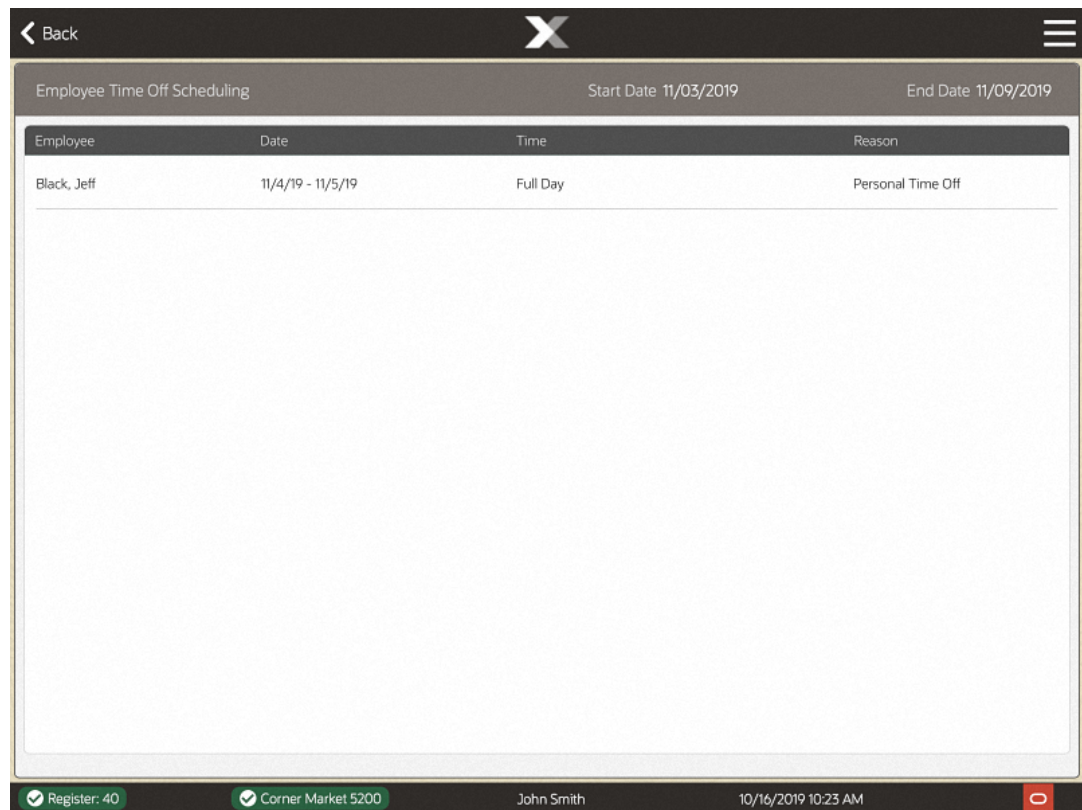 Back
Employee Time Off Scheduling Start Date 11/03/2019 End Date 11/09/2019
Employee Date Time Reason
Black, Jeff 11/4/19 - 11/5/19 Full Day Personal Time Off
Register: 40 Corner Market 5200 John Smith 10/16/2019 10:23 AM